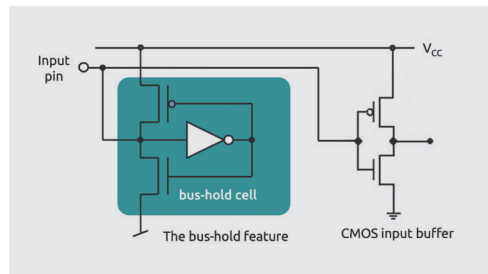 Input
pin
VCC
bus-hold cell
The bus-hold feature
CMOS input buffer